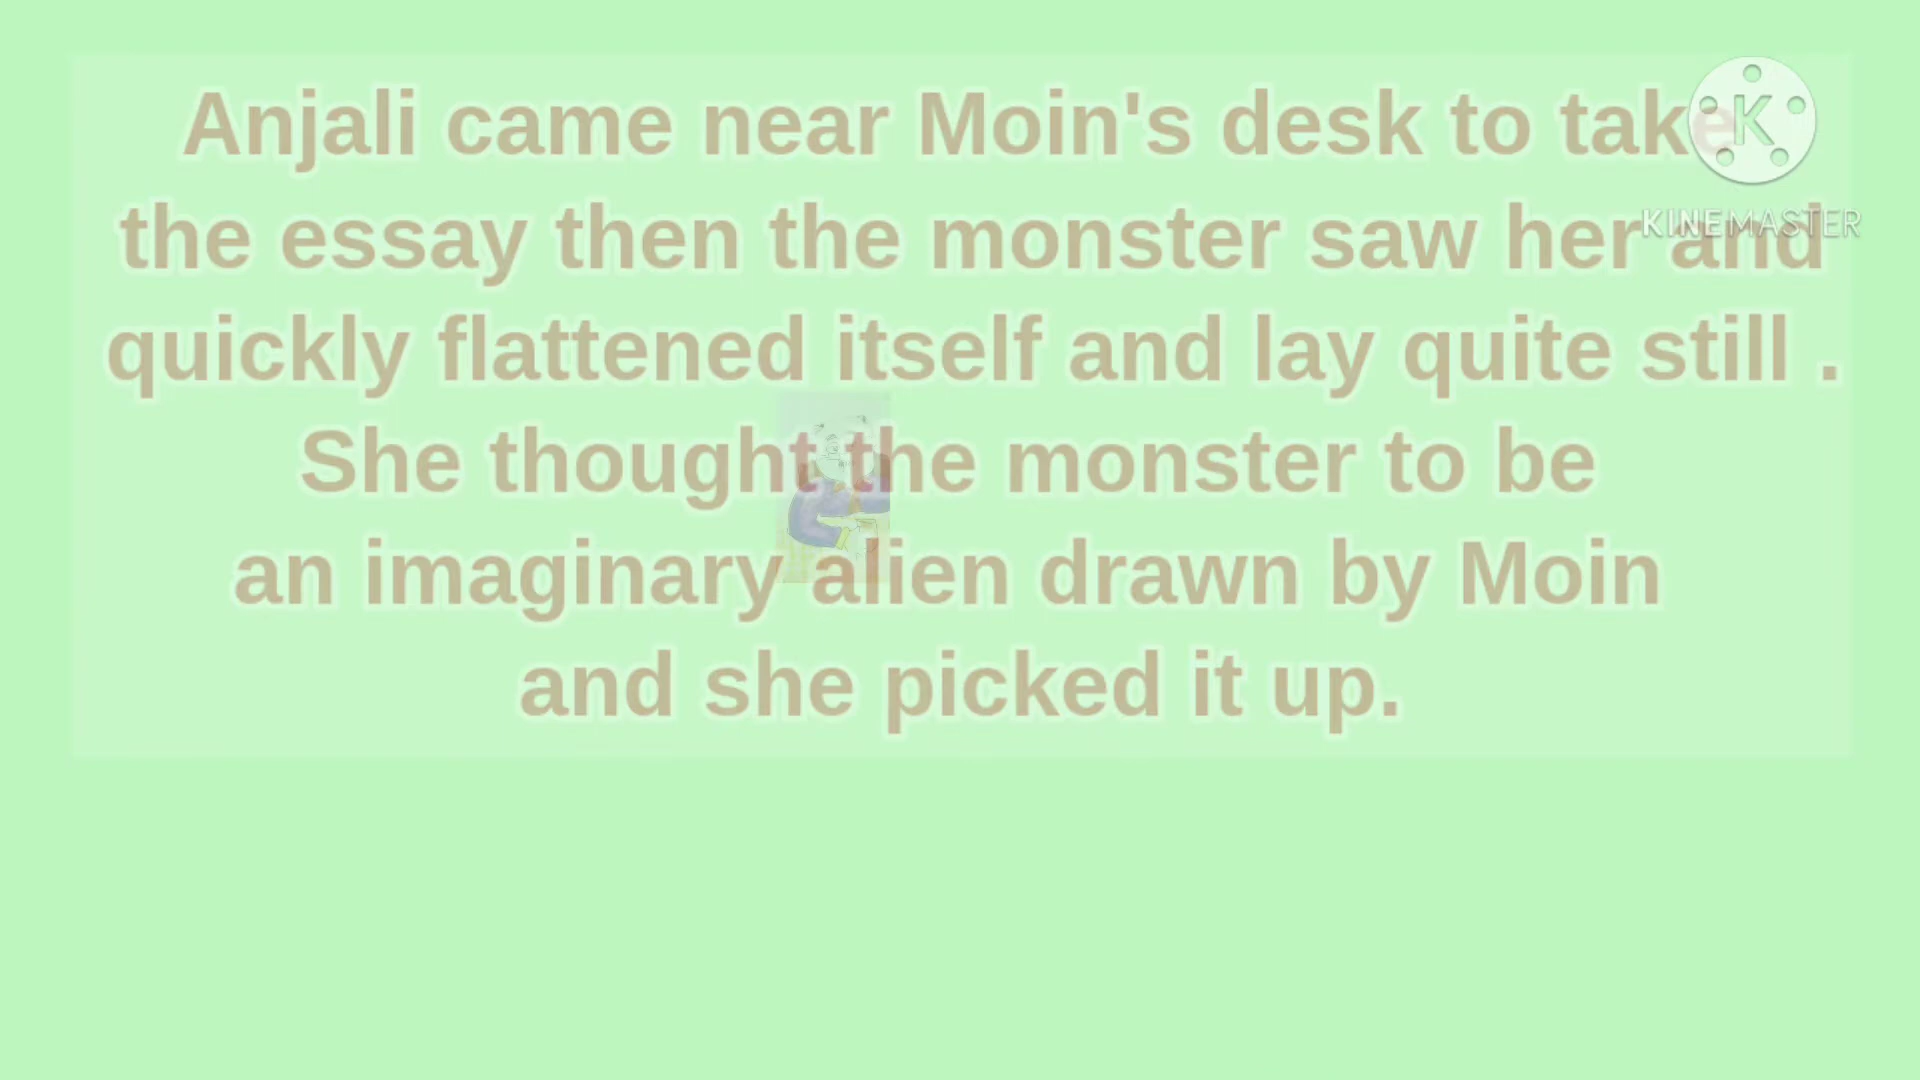 Anjali came near Moin's desk to take
the essay then the monster saw her and
quickly flattened itself and lay quite still .
She thought the monster to be
an imaginary alien drawn by Moin
and she picked it up.
K
KINEMASTER